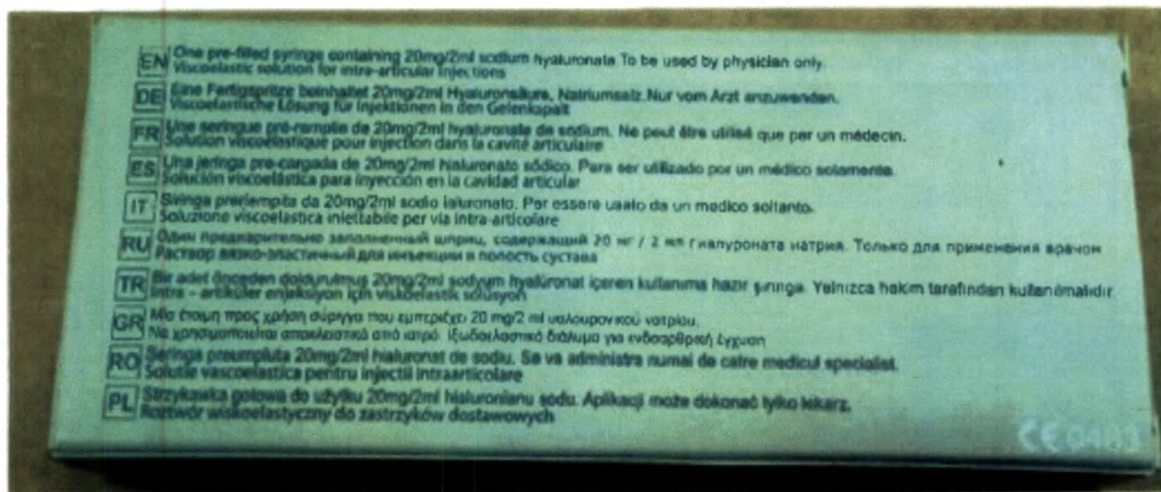 EN One pre-filled syringe containing 20mg/2ml sodium hyaluronate.To be used by physician only.
Viscoelastic solution for intra-articular injections
DE Eine Fertigspritze beinhaltet 20mg/2ml Hyaluronsäure, Natriumsalz.Nur vom Arzt anzuwenden.
Viscoelastische Lösung für Injektionen in den Gelenkspalt
FR Une seringue pré-remplie de 20mg/2ml hyaluronate de sodium. Ne peut être utilisé que par un médecin.
Solution viscoélastique pour injection dans la cavité articulaire
ES Una jeringa pre-cargada de 20mg/2ml hialuronato sódico. Para ser utilizado por un médico solamente.
Solución viscoelástica para inyección en la cavidad articular
IT Siringa preriempita da 20mg/2ml sodio ialuronato. Per essere usato da un medico soltanto.
Soluzione viscoelastica iniettabile per via intra-articolare
RU Один предварительно заполненный шприц, содержащий 20 мг / 2 мл гиалуроната натрия. Только для применения врачом
Раствор вязко-эластичный для инъекции в полость сустава
TR Bir adet önceden doldurulmuş 20mg/2ml sodyum hyalüronat içeren kullanıma hazır şırınga. Yalnızca hekim tarafından kullanılmalıdır
Intra - artiküler enjeksiyon için viskoelastik solüsyon
GR Μία έτοιμη προς χρήση σύριγγα που εμπεριέχει 20 mg/2 ml υαλουρονικού νατρίου.
Να χρησιμοποιείται αποκλειστικά από ιατρό. Ιξωδοελαστικό διάλυμα για ενδοαρθρική έγχυση
RO Seringa preumpluta 20mg/2ml hialuronat de sodiu. Se va administra numai de catre medicul specialist.
Solutie vascoelastica pentru injectii intraarticolare
PL Strzykawka gotowa do użytku 20mg/2ml hialuronianu sodu. Aplikacji może dokonać tylko lekarz.
Roztwór wiskoelastyczny do zastrzyków dostawowych
CE